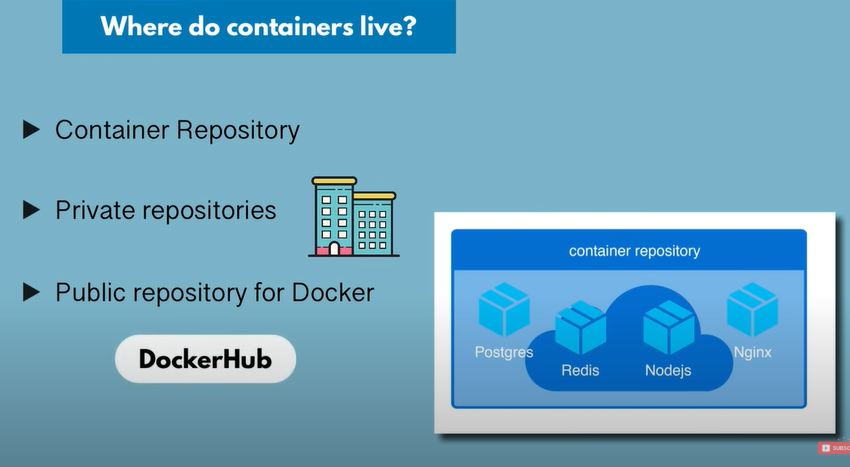 Where do containers live?
Container Repository
Private repositories
Public repository for Docker
DockerHub
container repository
Postgres
Redis
Nodejs
Nginx